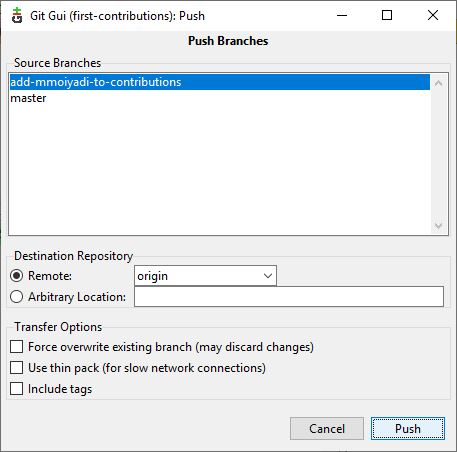 Git Gui (first-contributions): Push
Push Branches
Source Branches
add-mmoiyadi-to-contributions
master
Destination Repository
Remote: origin
Arbitrary Location:
Transfer Options
Force overwrite existing branch (may discard changes)
Use thin pack (for slow network connections)
Include tags
Cancel Push